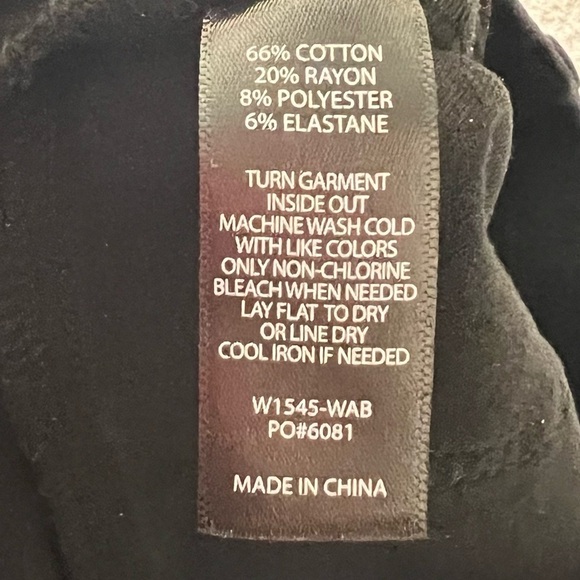 66% COTTON
20% RAYON
8% POLYESTER
6% ELASTANE
TURN GARMENT
INSIDE OUT
MACHINE WASH COLD
WITH LIKE COLORS
ONLY NON-CHLORINE
BLEACH WHEN NEEDED
LAY FLAT TO DRY
OR LINE DRY
COOL IRON IF NEEDED
W1545-WAB
PO#6081
MADE IN CHINA